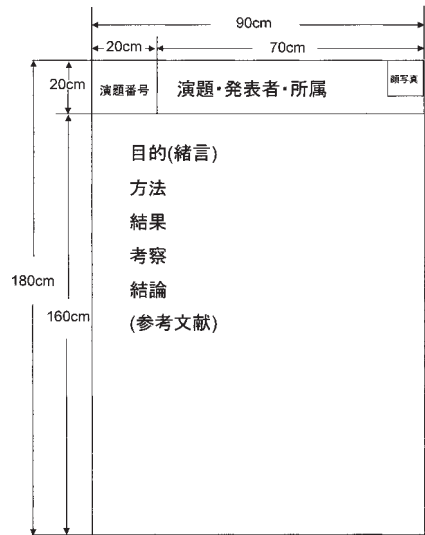 90cm
20cm
70cm
20cm
演題番号
演題・発表者・所属
顔写真
目的(緒言)
方法
結果
考察
結論
(参考文献)
180cm
160cm